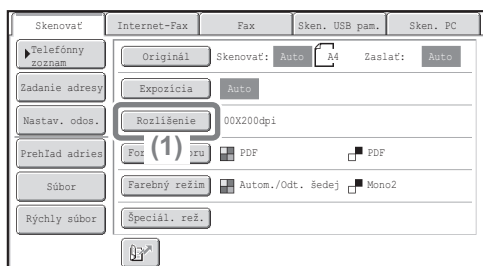 Skenovať Internet-Fax Fax Sken. USB pam. Sken. PC
Telefónny zoznam
Originál Skenovať: Auto A4 Zaslať: Auto
Zadanie adresy Expozícia Auto
Nastav. odos. Rozlíšenie 00X200dpi
Prehľad adries (1) PDF PDF
Súbor Farebný režim Autom./Odt. šedej Mono2
Rýchly súbor Špeciál. rež.